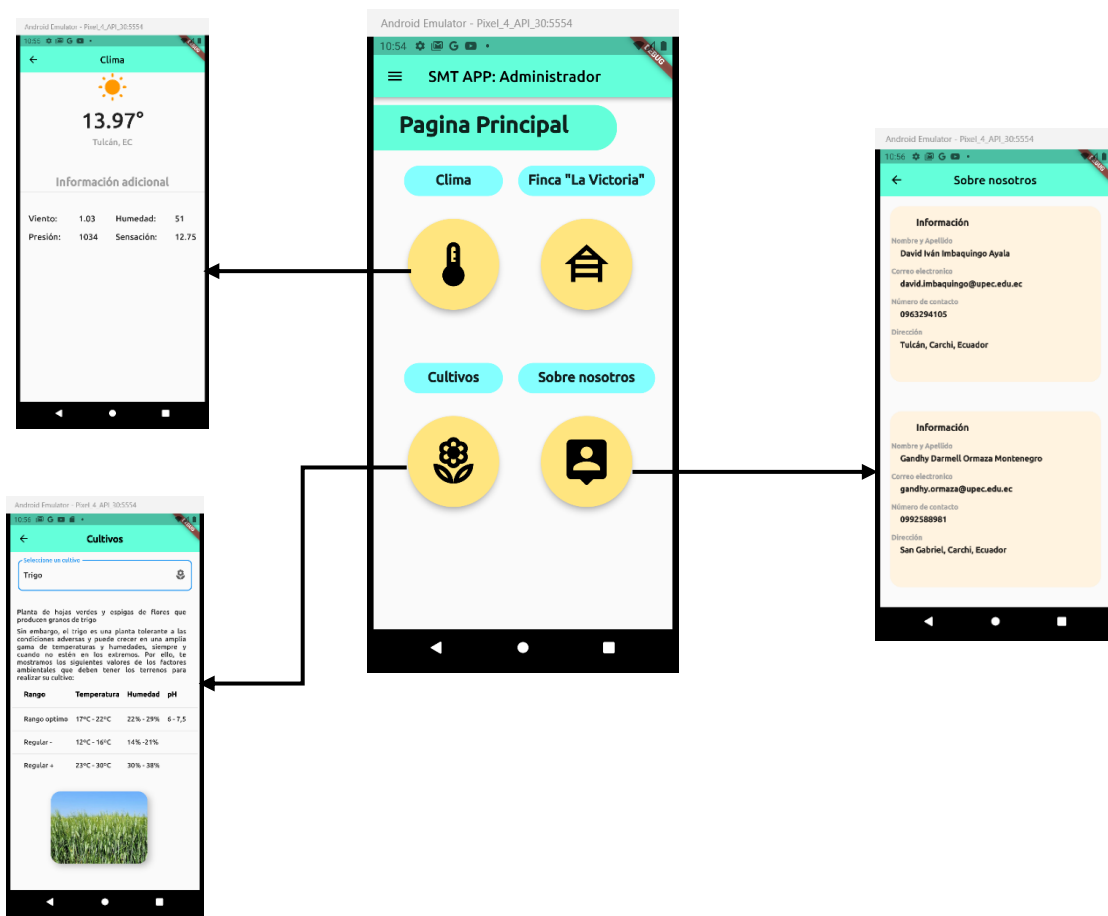 Android Emulator - Pixel_4_API_30:5554
10:55
DEBUG
Clima
13.97°
Tulcán, EC
Información adicional
Viento: 1.03 Humedad: 51
Presión: 1034 Sensación: 12.75
Android Emulator - Pixel_4_API_30:5554
10:54
DEBUG
SMT APP: Administrador
Pagina Principal
Clima
Finca "La Victoria"
Cultivos
Sobre nosotros
Android Emulator - Pixel_4_API_30:5554
10:56
Sobre nosotros
Información
Nombre y Apellido
David Iván Imbaquingo Ayala
Correo electronico
david.imbaquingo@upec.edu.ec
Número de contacto
0963294105
Dirección
Tulcán, Carchi, Ecuador
Información
Nombre y Apellido
Gandhy Darmell Ormaza Montenegro
Correo electronico
gandhy.ormaza@upec.edu.ec
Número de contacto
0992588981
Dirección
San Gabriel, Carchi, Ecuador
Android Emulator - Pixel_4_API_30:5554
10:56
Cultivos
Seleccione un cultivo
Trigo
Planta de hojas verdes y espigas de flores que
producen granos de trigo
Sin embargo, el trigo es una planta tolerante a las
condiciones adversas y puede crecer en una amplia
gama de temperaturas y humedades, siempre y
cuando no estén en los extremos. Por ello, te
mostramos los siguientes valores de los factores
ambientales que deben tener los terrenos para
realizar su cultivo:
Rango Temperatura Humedad pH
Rango optimo 17°C - 22°C 22% - 29% 6 - 7,5
Regular - 12°C - 16°C 14% -21%
Regular + 23°C - 30°C 30% - 38%